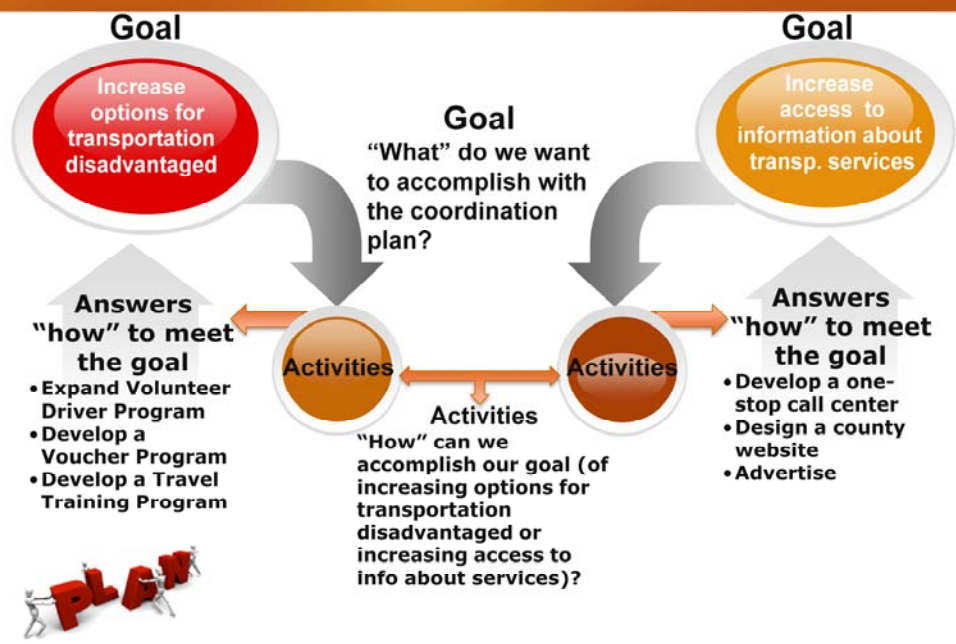 Goal
Increase
options for
transportation
disadvantaged
Goal
"What" do we want
to accomplish with
the coordination
plan?
Goal
Increase
access to
information about
transp. services
Answers
"how" to meet
the goal
• Expand Volunteer
Driver Program
• Develop a
Voucher Program
• Develop a Travel
Training Program
Activities
Activities
Activities
"How" can we
accomplish our goal (of
increasing options for
transportation
disadvantaged or
increasing access to
info about services)?
Answers
"how" to meet
the goal
• Develop a one-
stop call center
• Design a county
website
• Advertise
PLAN